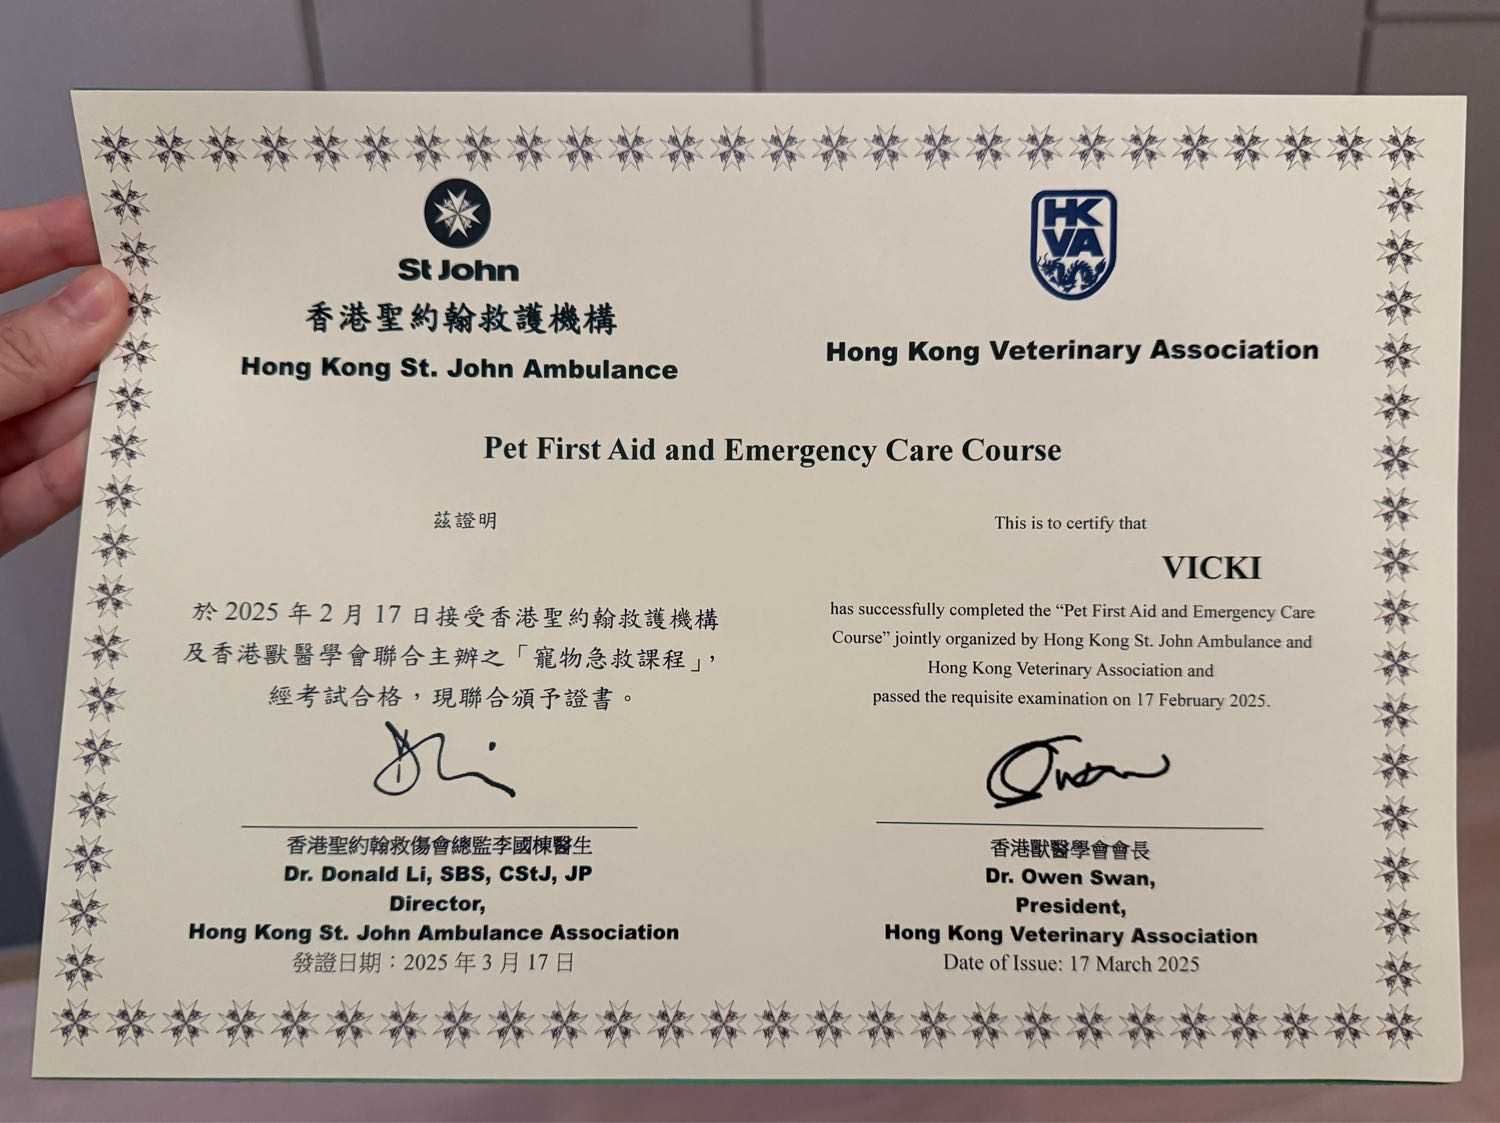 St John
香港聖約翰救護機構
Hong Kong St. John Ambulance
HK
VA
Hong Kong Veterinary Association
Pet First Aid and Emergency Care Course
茲證明
於 2025 年 2 月 17 日接受香港聖約翰救護機構
及香港獸醫學會聯合主辦之「寵物急救課程」，
經考試合格，現聯合頒予證書。
This is to certify that
VICKI
has successfully completed the “Pet First Aid and Emergency Care
Course” jointly organized by Hong Kong St. John Ambulance and
Hong Kong Veterinary Association and
passed the requisite examination on 17 February 2025.
香港聖約翰救傷會總監李國棟醫生
Dr. Donald Li, SBS, CStJ, JP
Director,
Hong Kong St. John Ambulance Association
發證日期：2025 年 3 月 17 日
Owen
香港獸醫學會會長
Dr. Owen Swan,
President,
Hong Kong Veterinary Association
Date of Issue: 17 March 2025